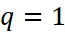 q = 1